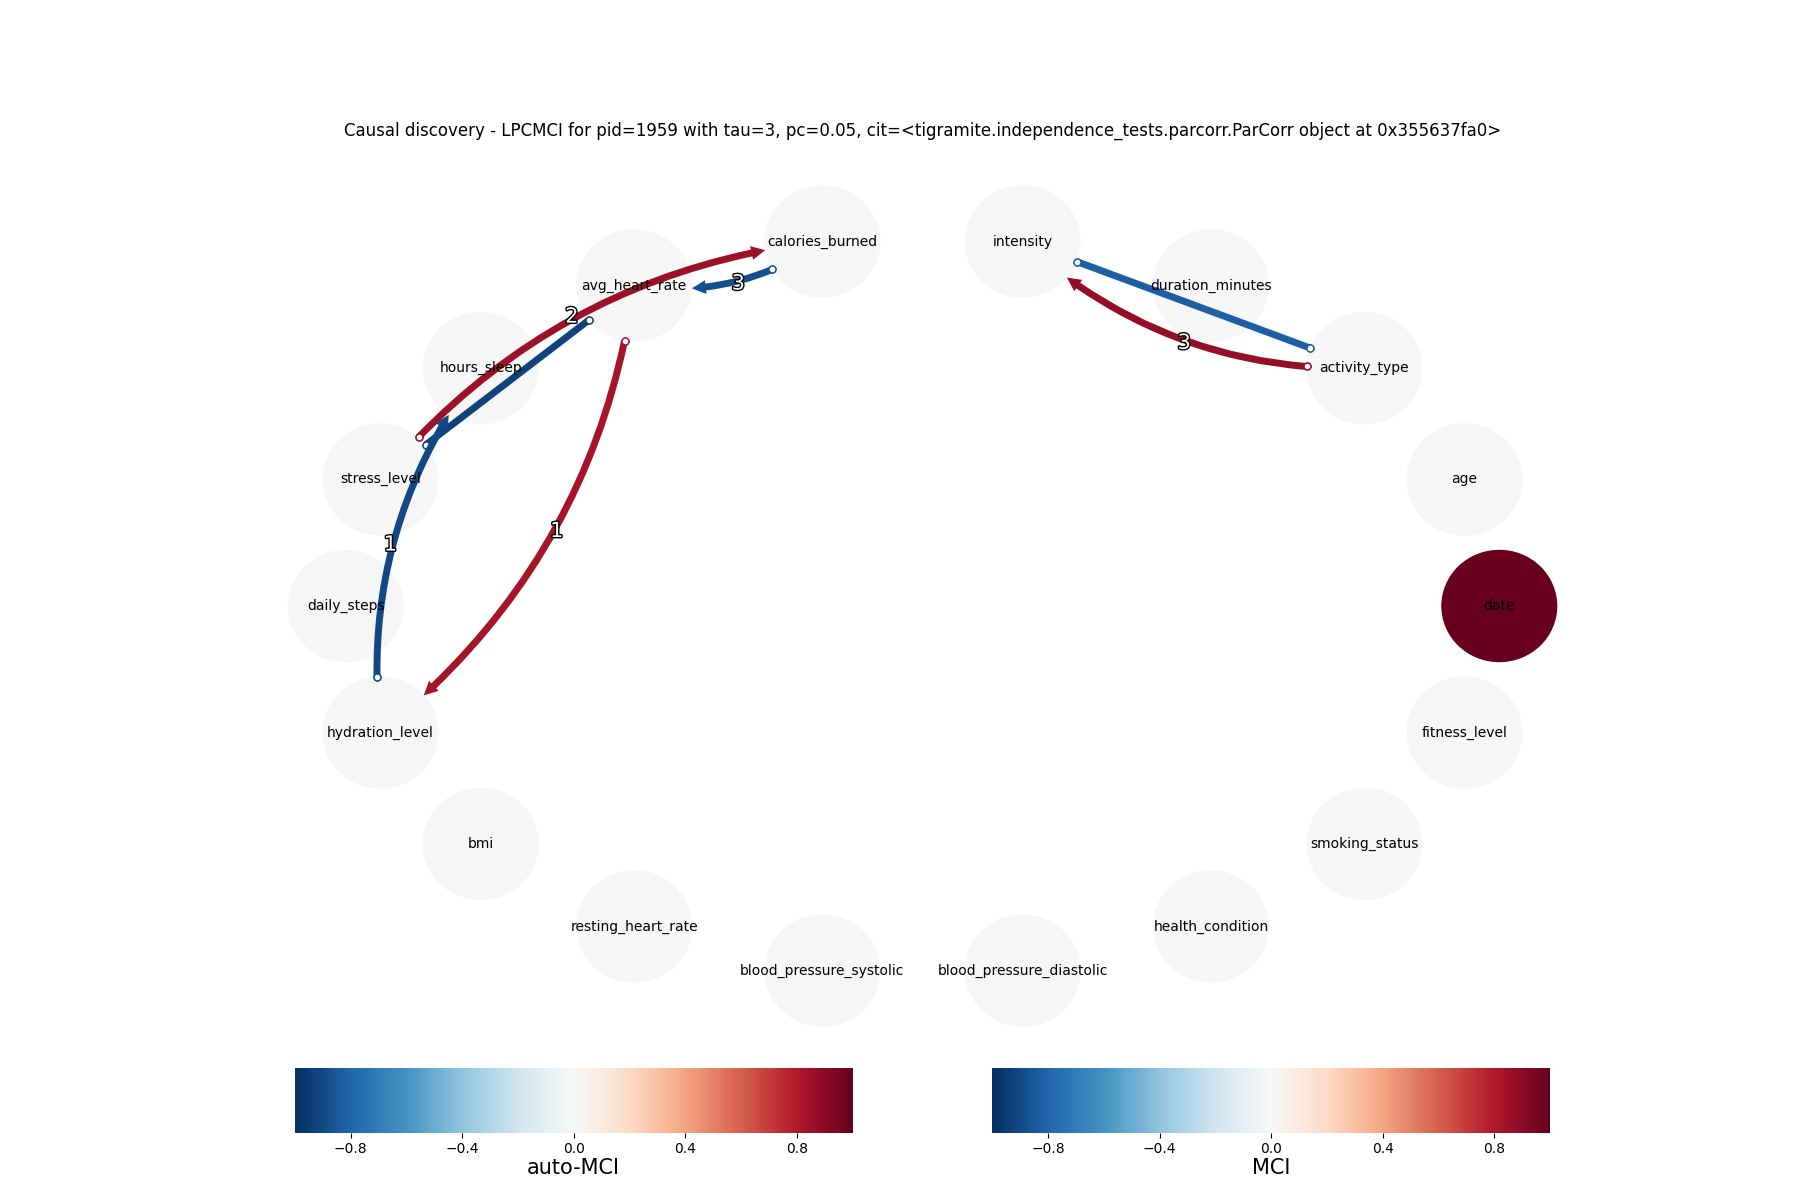 Causal discovery - LPCMCI for pid=1959 with tau=3, pc=0.05, cit=<tigramite.independence_tests.parcorr.ParCorr object at 0x355637fa0>
calories_burned
intensity
avg_heart_rate
3
duration_minutes
2
3
hours_sleep
activity_type
stress_level
age
1
1
daily_steps
date
hydration_level
fitness_level
bmi
smoking_status
resting_heart_rate
health_condition
blood_pressure_systolic
blood_pressure_diastolic
−0.8 −0.4 0.0 0.4 0.8
auto-MCI
−0.8 −0.4 0.0 0.4 0.8
MCI